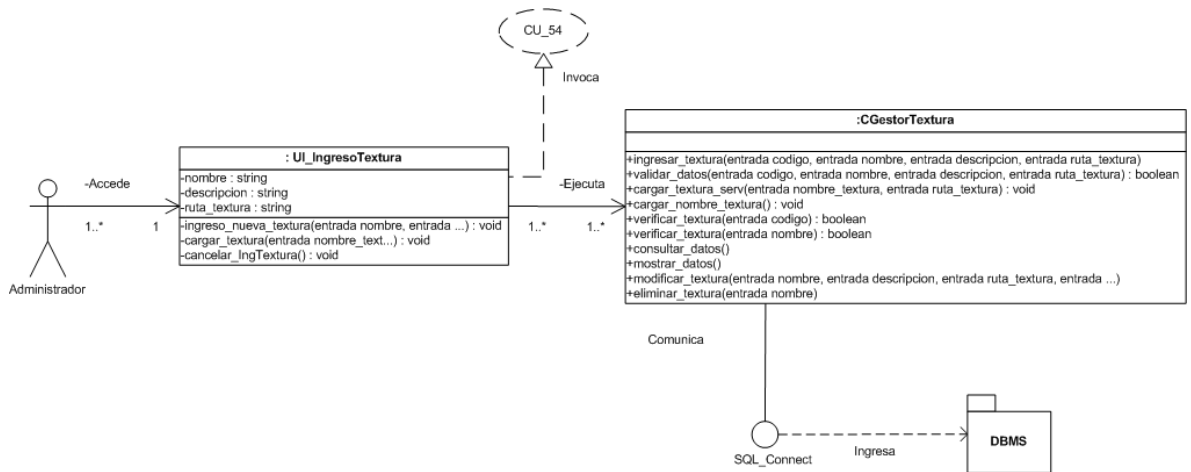 CU_54
Invoca
:CGestorTextura
: UI_IngresoTextura
-nombre : string
-descripcion : string
-ruta_textura : string
-ingreso_nueva_textura(entrada nombre, entrada ...) : void
-cargar_textura(entrada nombre_text...) : void
-cancelar_IngTextura() : void
-Accede
1..*
1
Administrador
-Ejecuta
1..*
1..*
+ingresar_textura(entrada codigo, entrada nombre, entrada descripcion, entrada ruta_textura)
+validar_datos(entrada codigo, entrada nombre, entrada descripcion, entrada ruta_textura) : boolean
+cargar_textura_serv(entrada nombre_textura, entrada ruta_textura) : void
+cargar_nombre_textura() : void
+verificar_textura(entrada codigo) : boolean
+verificar_textura(entrada nombre) : boolean
+consultar_datos()
+mostrar_datos()
+modificar_textura(entrada nombre, entrada descripcion, entrada ruta_textura, entrada ...)
+eliminar_textura(entrada nombre)
Comunica
SQL_Connect
Ingresa
DBMS